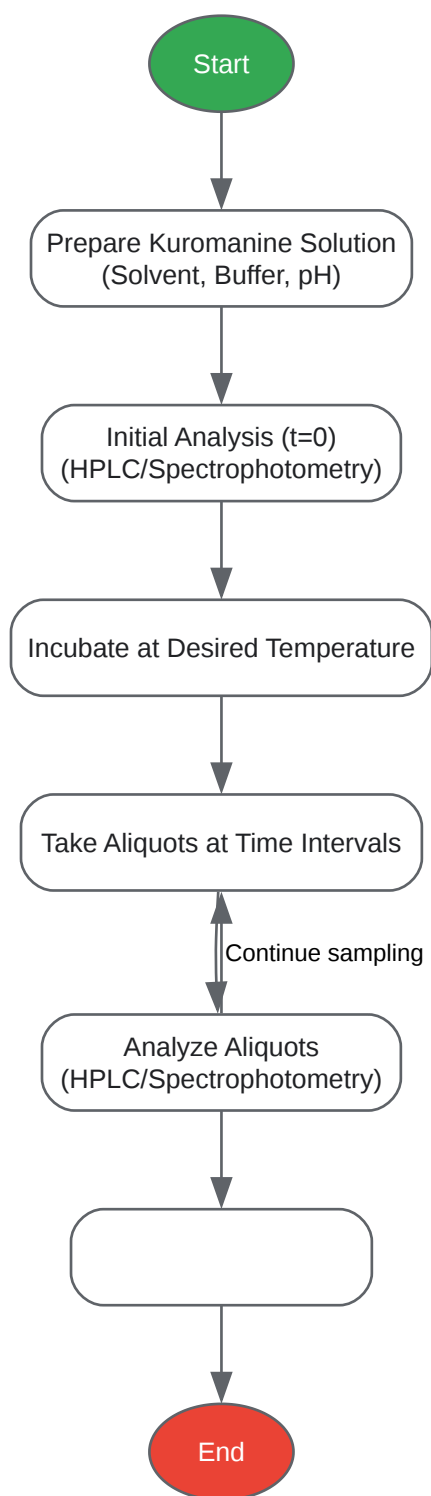 Start
Prepare Kuromanine Solution
(Solvent, Buffer, pH)
Initial Analysis (t=0)
(HPLC/Spectrophotometry)
Incubate at Desired Temperature
Take Aliquots at Time Intervals
Continue sampling
Analyze Aliquots
(HPLC/Spectrophotometry)
End